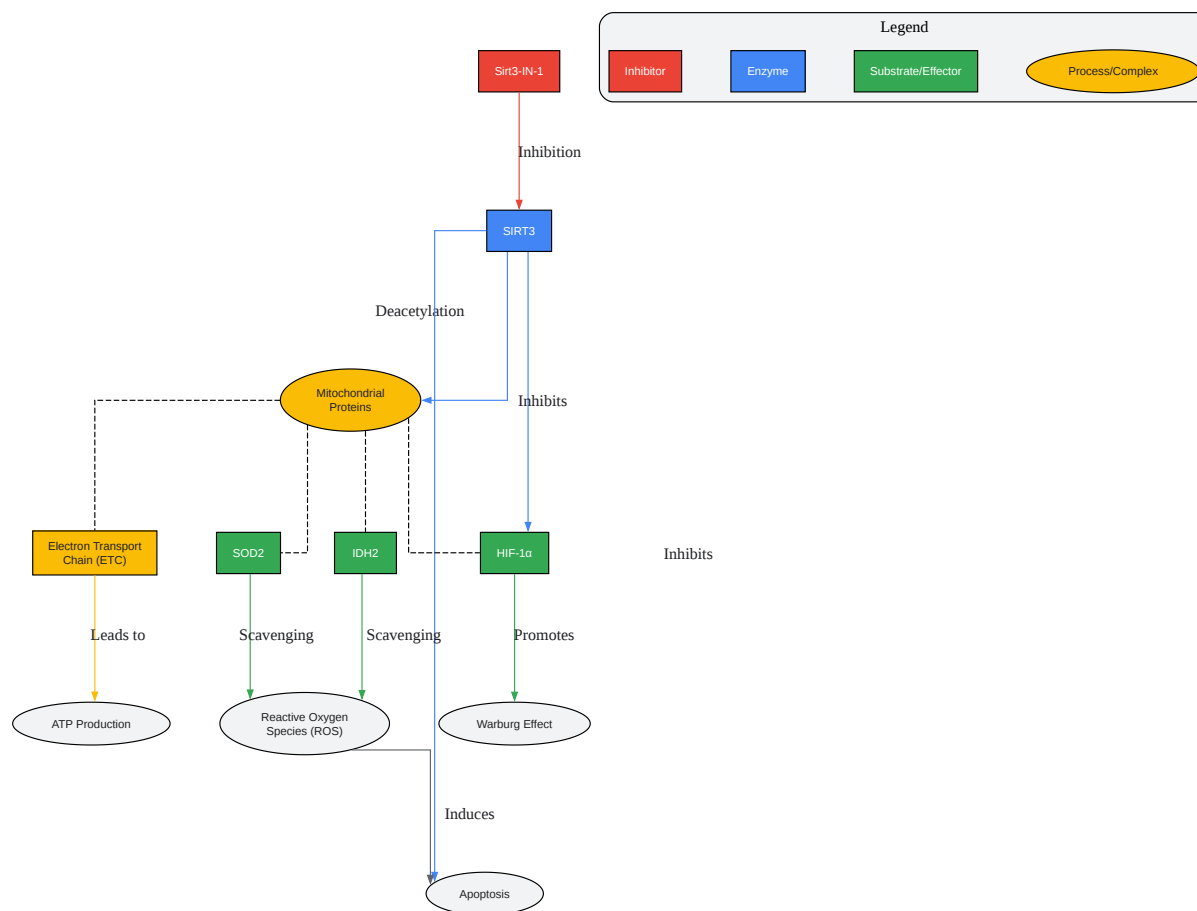 Legend
Sirt3-IN-1
Inhibitor
Enzyme
Substrate/Effector
Process/Complex
Inhibition
SIRT3
Deacetylation
Mitochondrial
Proteins
Inhibits
Electron Transport
Chain (ETC)
SOD2
IDH2
HIF-1α
Inhibits
Leads to
Scavenging
Scavenging
Promotes
ATP Production
Reactive Oxygen
Species (ROS)
Warburg Effect
Induces
Apoptosis